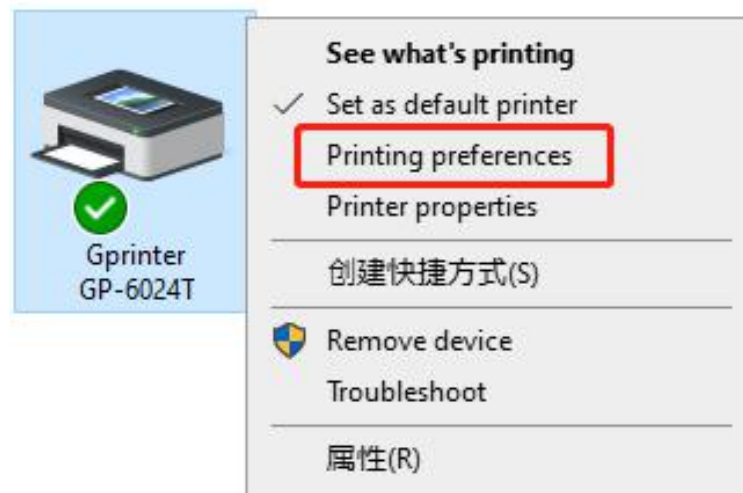 See what's printing
Set as default printer
Printing preferences
Printer properties
创建快捷方式(S)
Remove device
Troubleshoot
属性(R)
Gprinter
GP-6024T